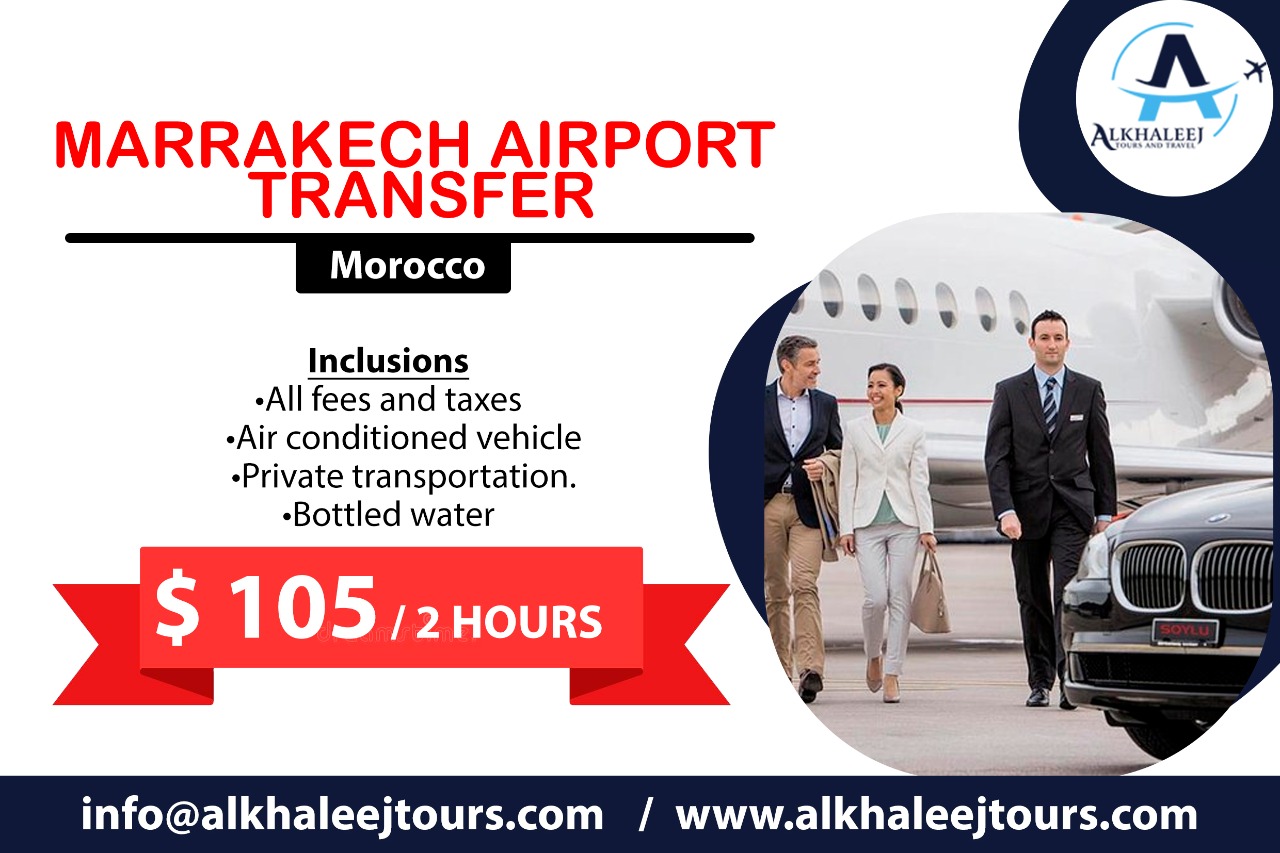 ALKHALEEJ
TOURS AND TRAVEL
MARRAKECH AIRPORT
TRANSFER
Morocco
Inclusions
•All fees and taxes
•Air conditioned vehicle
•Private transportation.
•Bottled water
$ 105 / 2 HOURS
SOYLU
info@alkhaleejtours.com / www.alkhaleejtours.com